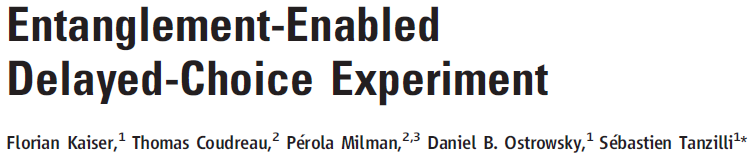 Entanglement-Enabled
Delayed-Choice Experiment
Florian Kaiser,1 Thomas Coudreau,2 Pérola Milman,2,3 Daniel B. Ostrowsky,1 Sébastien Tanzilli1*